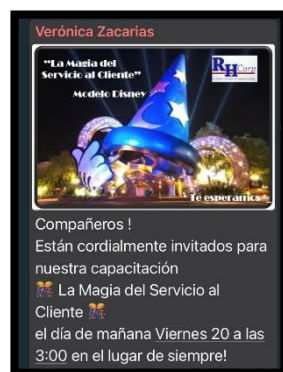 Verónica Zacarias
"La Magia del
Servicio al Cliente"
RHCorp
Modelo Disney
Te esperamos
Compañeros !
Están cordialmente invitados para
nuestra capacitación
🎊 La Magia del Servicio al
Cliente 🎊
el día de mañana Viernes 20 a las
3:00 en el lugar de siempre!